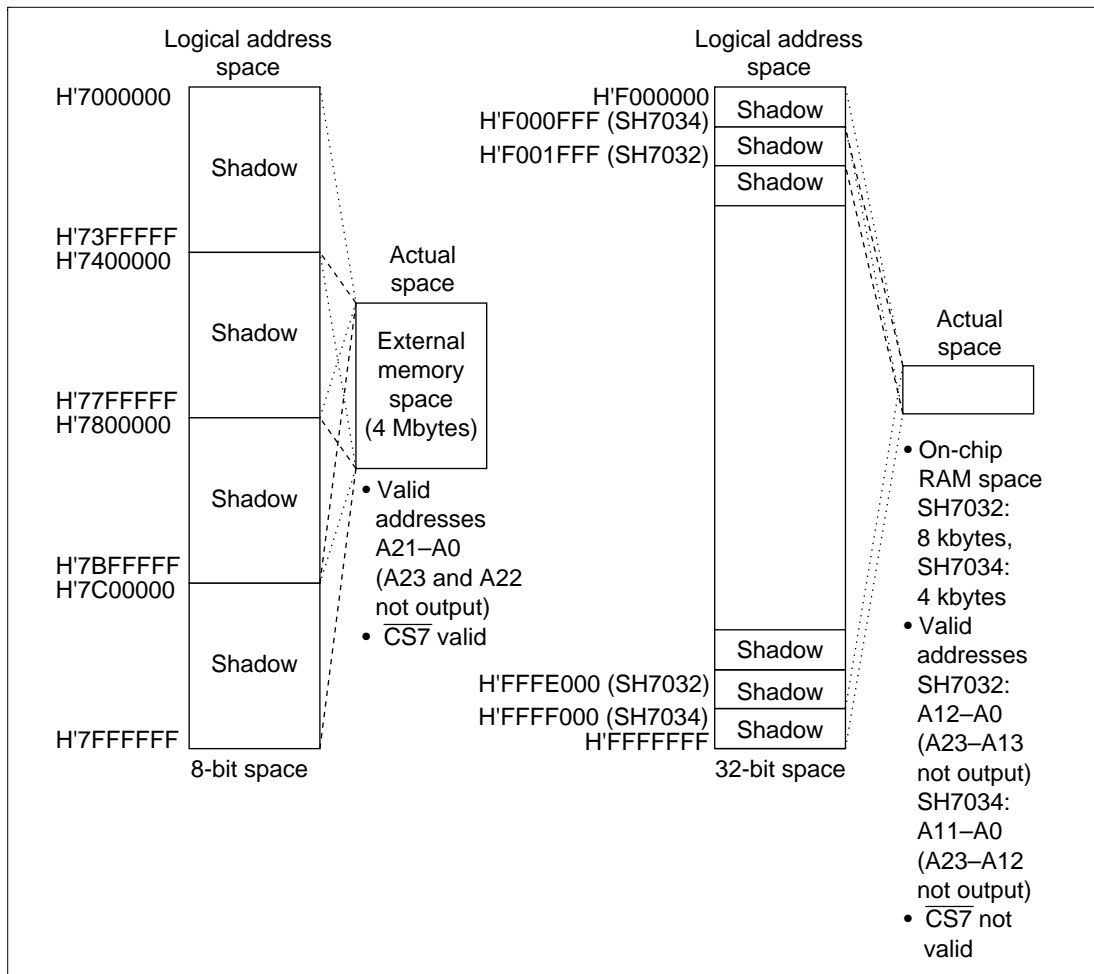 Logical address
space
H'7000000
Shadow
H'73FFFFF
H'7400000
Shadow
H'77FFFFF
H'7800000
Shadow
H'7BFFFFF
H'7C00000
Shadow
H'7FFFFFF
8-bit space
Actual
space
External
memory
space
(4 Mbytes)
• Valid
addresses
A21–A0
(A23 and A22
not output)
• CS7 valid
Logical address
space
H'F000000
Shadow
H'F000FFF (SH7034)
Shadow
H'F001FFF (SH7032)
Shadow
Shadow
H'FFFE000 (SH7032)
Shadow
H'FFFF000 (SH7034)
Shadow
H'FFFFFFF
32-bit space
Actual
space
• On-chip
RAM space
SH7032:
8 kbytes,
SH7034:
4 kbytes
• Valid
addresses
SH7032:
A12–A0
(A23–A13
not output)
SH7034:
A11–A0
(A23–A12
not output)
• CS7 not
valid